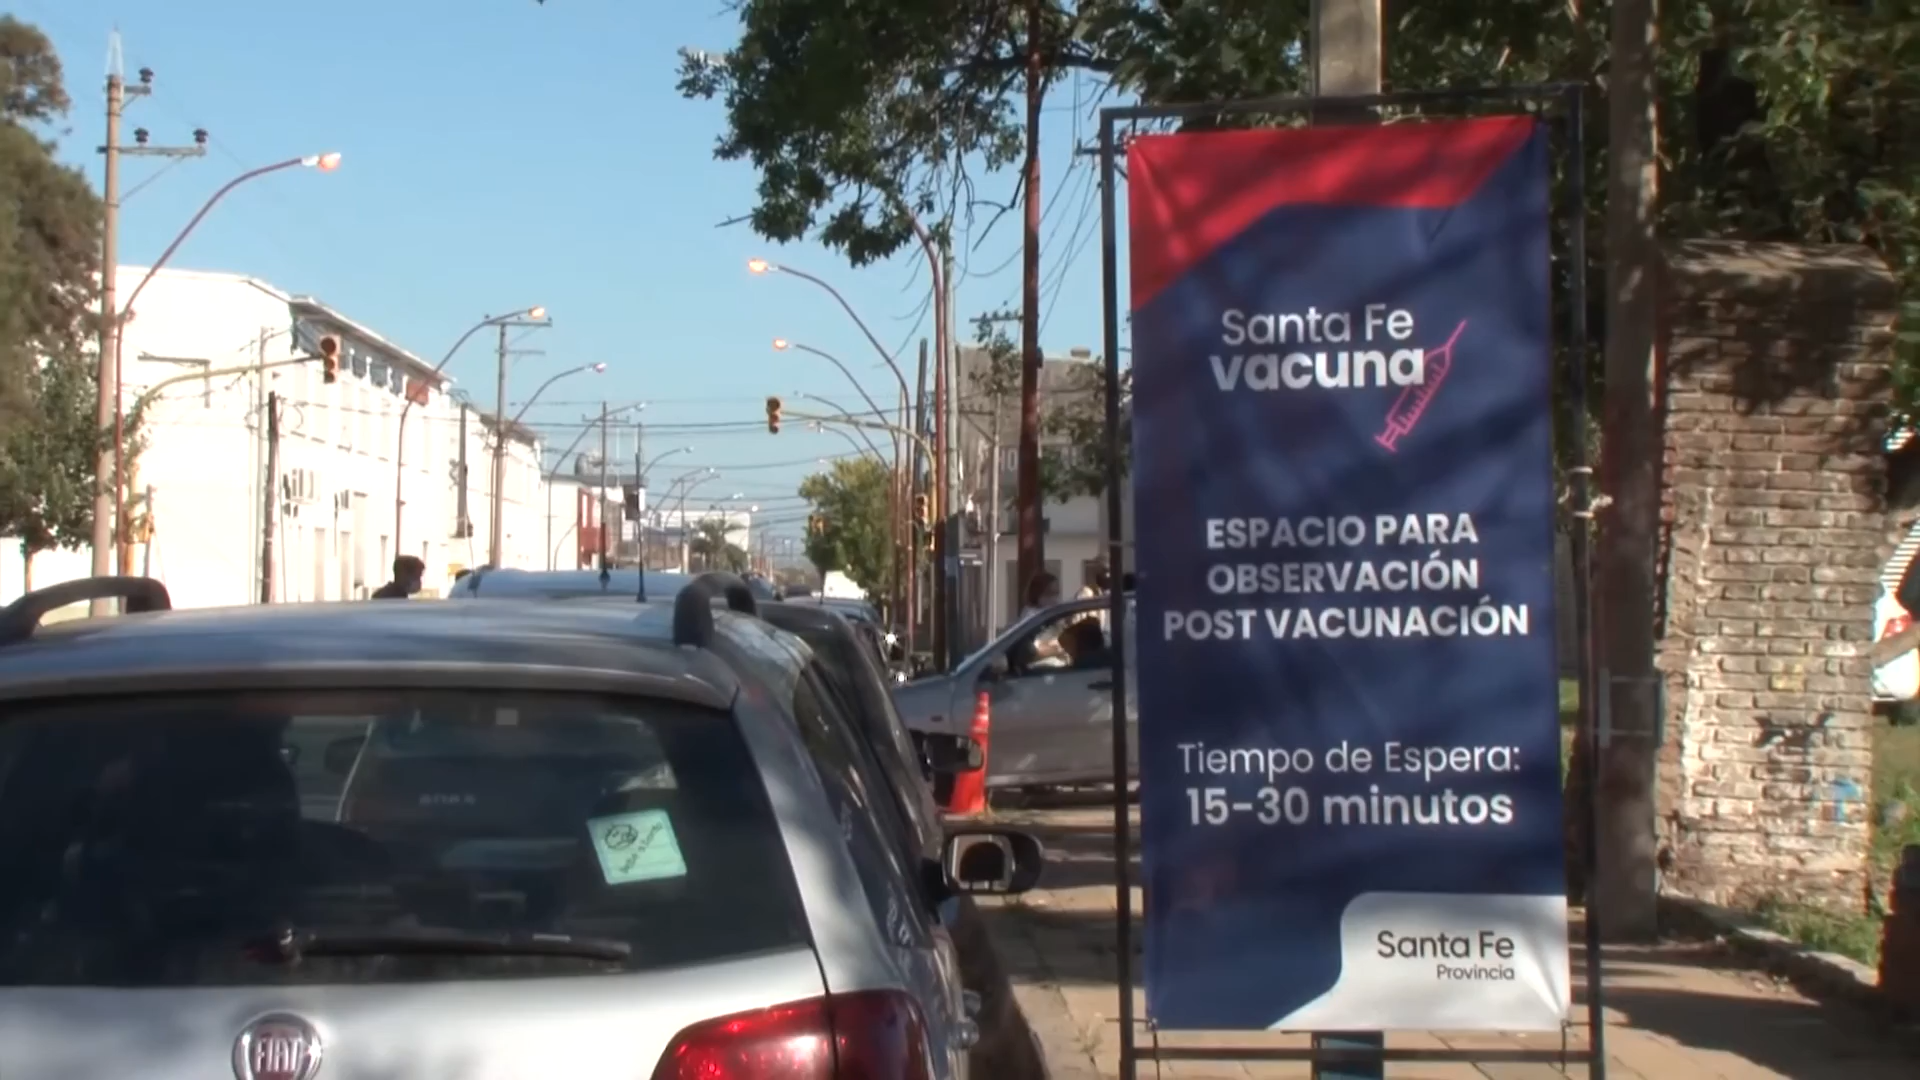 Santa Fe
vacuna
ESPACIO PARA
OBSERVACIÓN
POST VACUNACIÓN
Tiempo de Espera:
15-30 minutos
Santa Fe
Provincia
FIAT